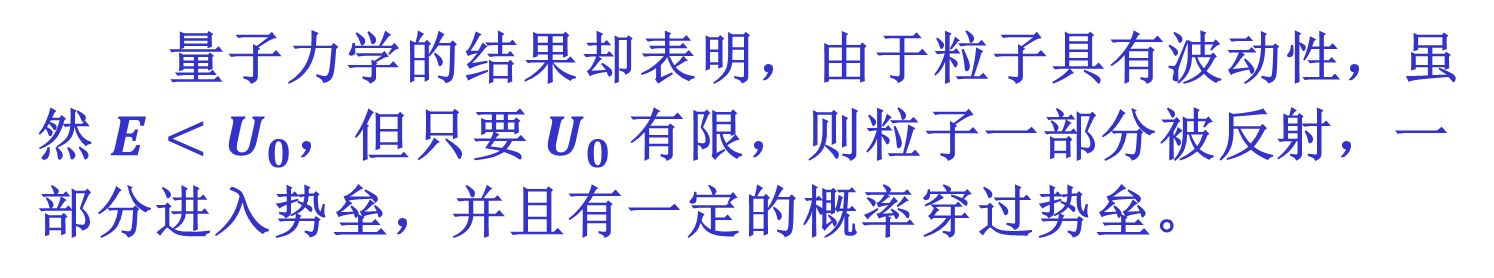 量子力学的结果却表明，由于粒子具有波动性，虽
然 E < U₀，但只要 U₀ 有限，则粒子一部分被反射，一
部分进入势垒，并且有一定的概率穿过势垒。